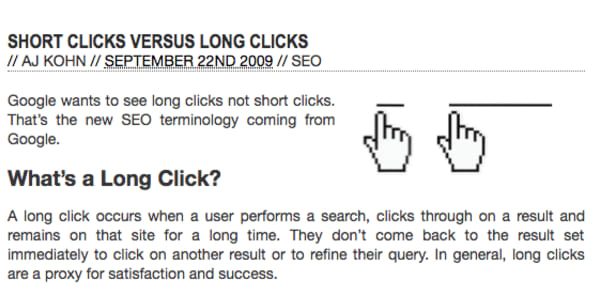 SHORT CLICKS VERSUS LONG CLICKS
// AJ KOHN // SEPTEMBER 22ND 2009 // SEO
Google wants to see long clicks not short clicks.
That's the new SEO terminology coming from
Google.
What's a Long Click?
A long click occurs when a user performs a search, clicks through on a result and
remains on that site for a long time. They don't come back to the result set
immediately to click on another result or to refine their query. In general, long clicks
are a proxy for satisfaction and success.